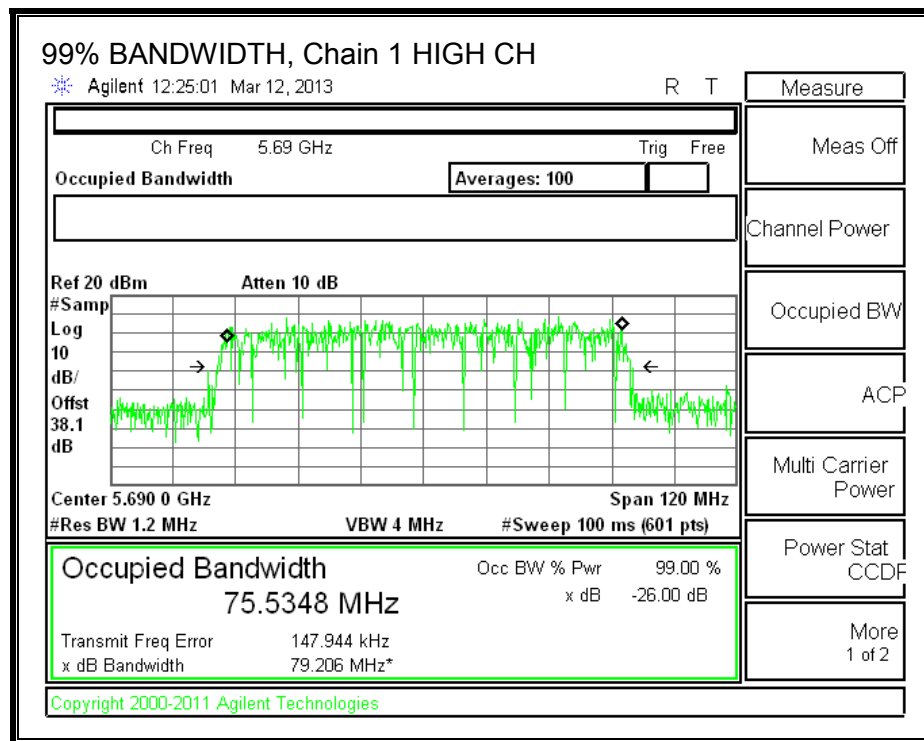 99% BANDWIDTH, Chain 1 HIGH CH
Agilent 12:25:01 Mar 12, 2013 R T
Measure
Ch Freq 5.69 GHz Trig Free
Occupied Bandwidth Averages: 100
Meas Off
Channel Power
Occupied BW
ACP
Multi Carrier
Power
Power Stat
CCDF
More
1 of 2
Ref 20 dBm Atten 10 dB
#Samp
Log
10
dB/
Offst
38.1
dB
Center 5.690 0 GHz Span 120 MHz
#Res BW 1.2 MHz VBW 4 MHz #Sweep 100 ms (601 pts)
Occupied Bandwidth Occ BW % Pwr 99.00 %
75.5348 MHz x dB -26.00 dB
Transmit Freq Error 147.944 kHz
x dB Bandwidth 79.206 MHz*
Copyright 2000-2011 Agilent Technologies